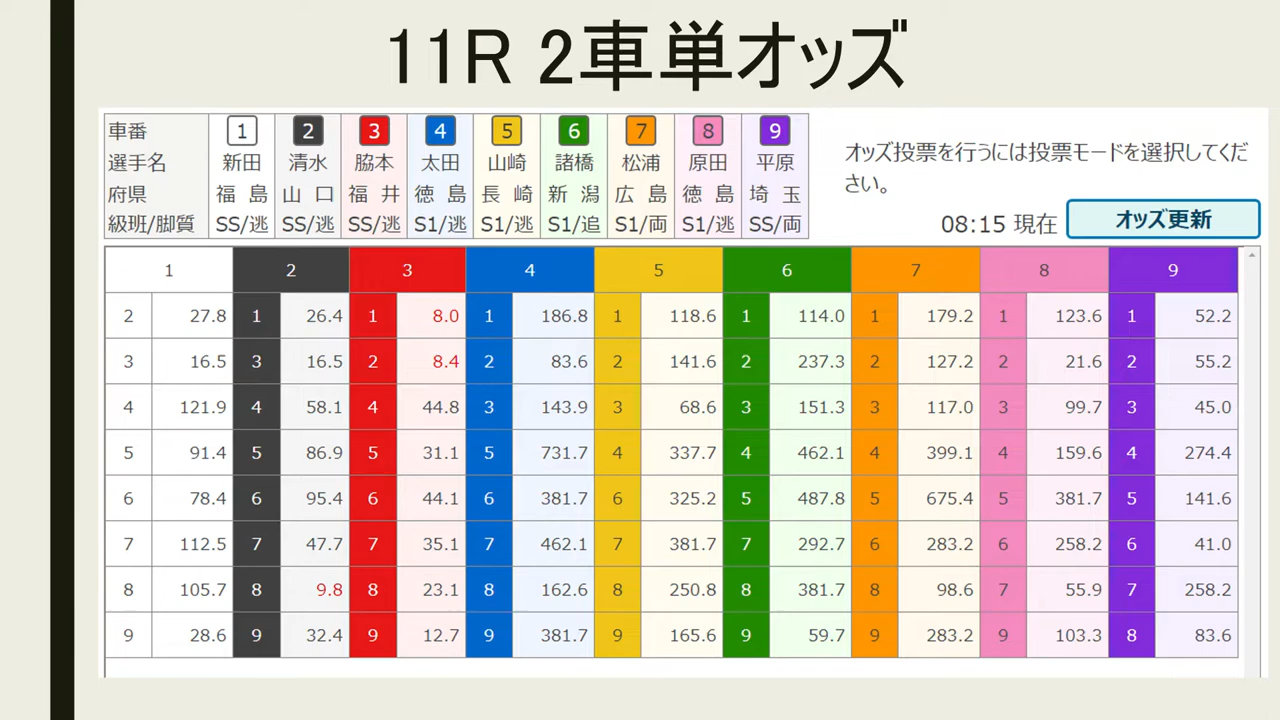 11R 2車単オッズ
車番 1 2 3 4 5 6 7 8 9
選手名 新田 清水 脇本 太田 山崎 諸橋 松浦 原田 平原
府県 福島 山口 福井 徳島 長崎 新潟 広島 徳島 埼玉
級班/脚質 SS/逃 SS/逃 SS/逃 S1/逃 S1/逃 S1/追 S1/両 S1/逃 SS/両
オッズ投票を行うには投票モードを選択してくだ
さい。
08:15 現在 オッズ更新
1 2 3 4 5 6 7 8 9
2 27.8 1 26.4 1 8.0 1 186.8 1 118.6 1 114.0 1 179.2 1 123.6 1 52.2
3 16.5 3 16.5 2 8.4 2 83.6 2 141.6 2 237.3 2 127.2 2 21.6 2 55.2
4 121.9 4 58.1 4 44.8 3 143.9 3 68.6 3 151.3 3 117.0 3 99.7 3 45.0
5 91.4 5 86.9 5 31.1 5 731.7 4 337.7 4 462.1 4 399.1 4 159.6 4 274.4
6 78.4 6 95.4 6 44.1 6 381.7 6 325.2 5 487.8 5 675.4 5 381.7 5 141.6
7 112.5 7 47.7 7 35.1 7 462.1 7 381.7 7 292.7 6 283.2 6 258.2 6 41.0
8 105.7 8 9.8 8 23.1 8 162.6 8 250.8 8 381.7 8 98.6 7 55.9 7 258.2
9 28.6 9 32.4 9 12.7 9 381.7 9 165.6 9 59.7 9 283.2 9 103.3 8 83.6